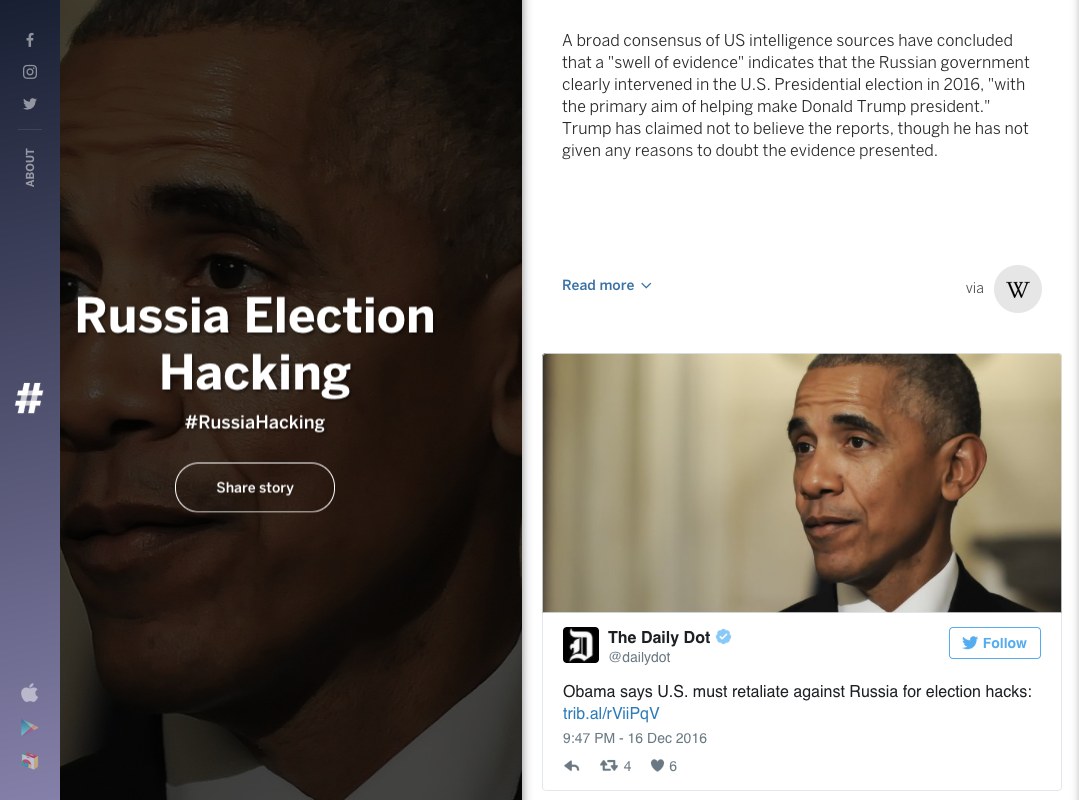 ABOUT
#
Russia Election
Hacking
#RussiaHacking
Share story
A broad consensus of US intelligence sources have concluded
that a "swell of evidence" indicates that the Russian government
clearly intervened in the U.S. Presidential election in 2016, "with
the primary aim of helping make Donald Trump president."
Trump has claimed not to believe the reports, though he has not
given any reasons to doubt the evidence presented.
Read more
via W
The Daily Dot
@dailydot
Follow
Obama says U.S. must retaliate against Russia for election hacks:
trib.al/rViiPqV
9:47 PM - 16 Dec 2016
4 6